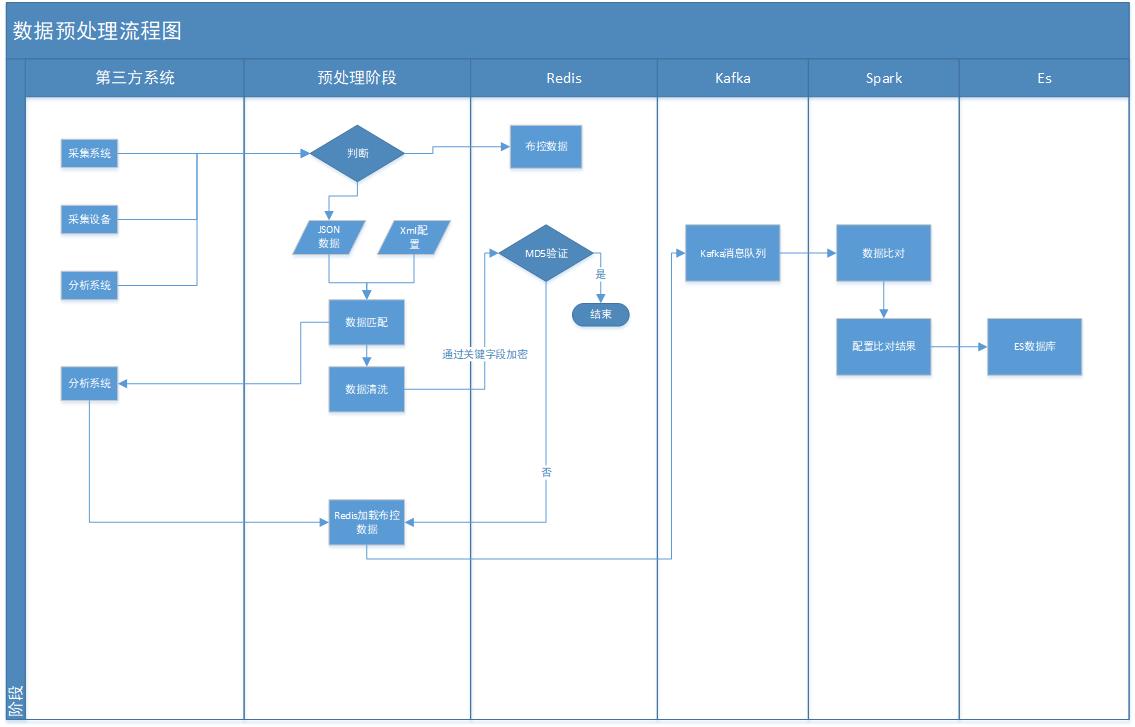 数据预处理流程图
第三方系统
预处理阶段
Redis
Kafka
Spark
Es
采集系统
判断
布控数据
采集设备
JSON
数据
Xml配
置
MD5验证
Kafka消息队列
数据比对
是
分析系统
结束
数据匹配
配置比对结果
ES数据库
通过关键字段加密
分析系统
数据清洗
否
Redis加载布控
数据
阶段